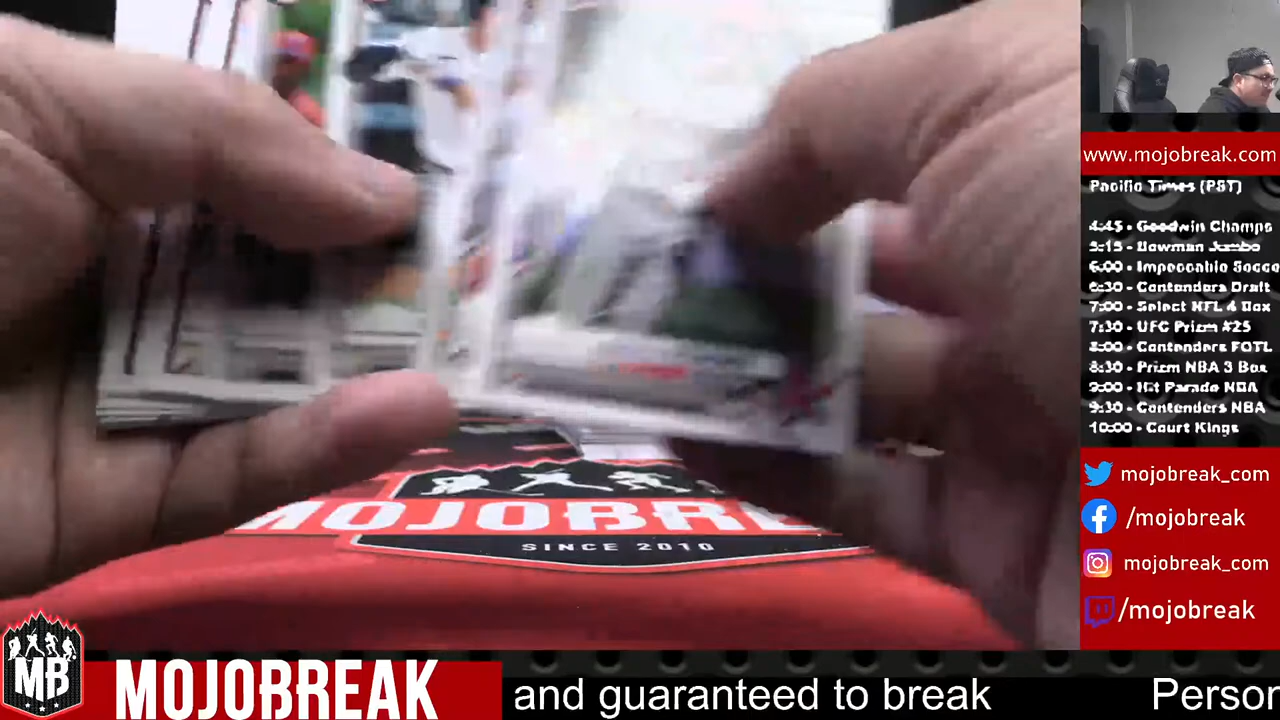 www.mojobreak.com
Pacific Times (PST)
4:45 - Goodwin Champs
5:15 - Bowman Jumbo
6:00 - Impeccable Socce
6:30 - Contenders Draft
7:00 - Select NFL 4 Box
7:30 - UFC Prizm #25
8:00 - Contenders FOTL
8:30 - Prizm NBA 3 Box
9:00 - Hit Parade NBA
9:30 - Contenders NBA
10:00 - Court Kings
mojobreak_com
/mojobreak
mojobreak_com
/mojobreak
MOJOBRE
SINCE 2010
MB
MOJOBREAK
and guaranteed to break
Person